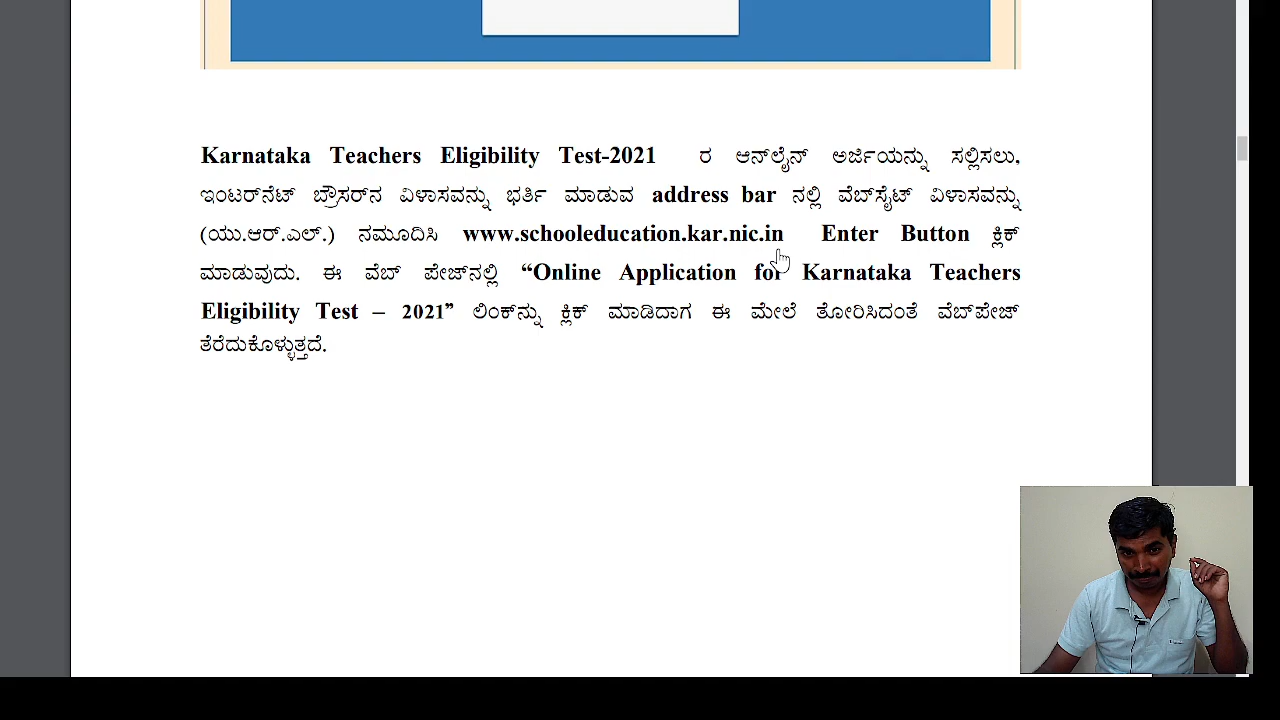 Karnataka Teachers Eligibility Test-2021 ರ ಆನ್‌ಲೈನ್ ಅರ್ಜಿಯನ್ನು ಸಲ್ಲಿಸಲು,
ಇಂಟರ್‌ನೆಟ್ ಬ್ರೌಸರ್‌ನ ವಿಳಾಸವನ್ನು ಭರ್ತಿ ಮಾಡುವ address bar ನಲ್ಲಿ ವೆಬ್‌ಸೈಟ್ ವಿಳಾಸವನ್ನು
(ಯು.ಆರ್.ಎಲ್.) ನಮೂದಿಸಿ www.schooleducation.kar.nic.in Enter Button ಕ್ಲಿಕ್
ಮಾಡುವುದು. ಈ ವೆಬ್ ಪೇಜ್‌ನಲ್ಲಿ “Online Application for Karnataka Teachers
Eligibility Test – 2021” ಲಿಂಕ್‌ನ್ನು ಕ್ಲಿಕ್ ಮಾಡಿದಾಗ ಈ ಮೇಲೆ ತೋರಿಸಿದಂತೆ ವೆಬ್‌ಪೇಜ್
ತೆರೆದುಕೊಳ್ಳುತ್ತದೆ.